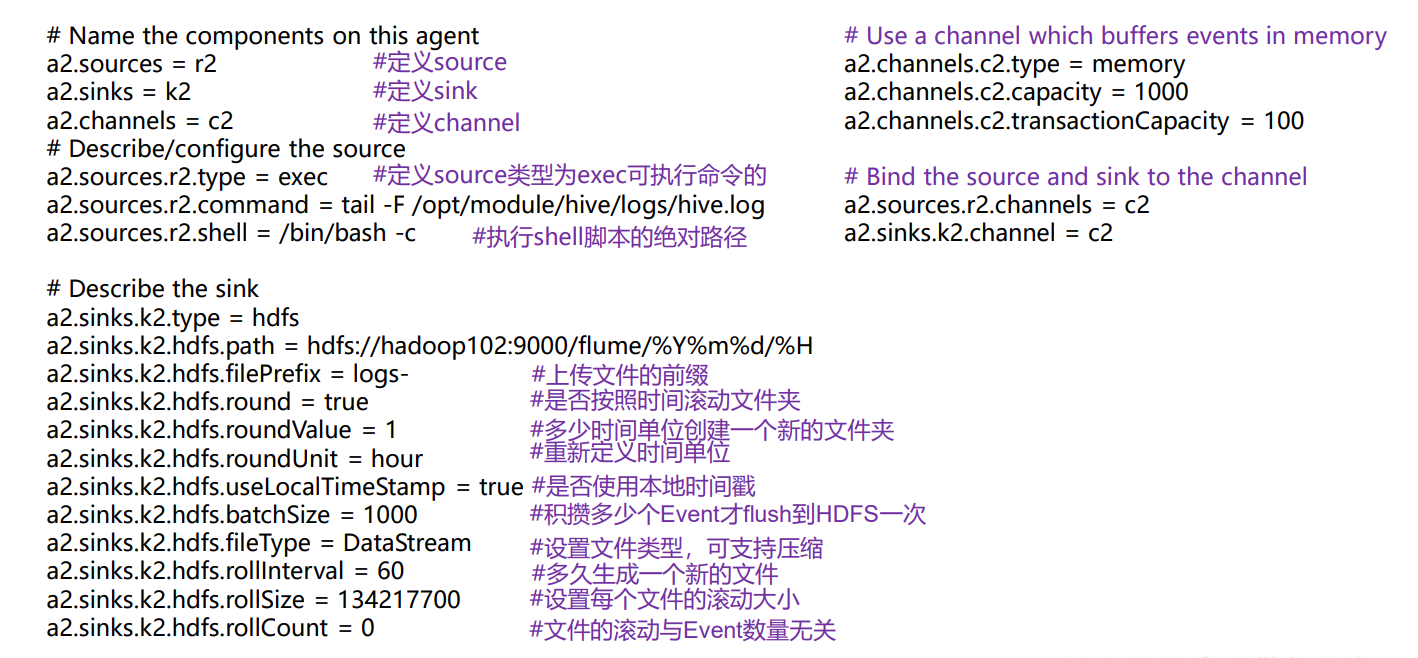 # Name the components on this agent
a2.sources = r2 #定义source
a2.sinks = k2 #定义sink
a2.channels = c2 #定义channel
# Describe/configure the source
a2.sources.r2.type = exec #定义source类型为exec可执行命令的
a2.sources.r2.command = tail -F /opt/module/hive/logs/hive.log
a2.sources.r2.shell = /bin/bash -c #执行shell脚本的绝对路径
# Describe the sink
a2.sinks.k2.type = hdfs
a2.sinks.k2.hdfs.path = hdfs://hadoop102:9000/flume/%Y%m%d/%H
a2.sinks.k2.hdfs.filePrefix = logs- #上传文件的前缀
a2.sinks.k2.hdfs.round = true #是否按照时间滚动文件夹
a2.sinks.k2.hdfs.roundValue = 1 #多少时间单位创建一个新的文件夹
a2.sinks.k2.hdfs.roundUnit = hour #重新定义时间单位
a2.sinks.k2.hdfs.useLocalTimeStamp = true #是否使用本地时间戳
a2.sinks.k2.hdfs.batchSize = 1000 #积攒多少个Event才flush到HDFS一次
a2.sinks.k2.hdfs.fileType = DataStream #设置文件类型，可支持压缩
a2.sinks.k2.hdfs.rollInterval = 60 #多久生成一个新的文件
a2.sinks.k2.hdfs.rollSize = 134217700 #设置每个文件的滚动大小
a2.sinks.k2.hdfs.rollCount = 0 #文件的滚动与Event数量无关
# Use a channel which buffers events in memory
a2.channels.c2.type = memory
a2.channels.c2.capacity = 1000
a2.channels.c2.transactionCapacity = 100
# Bind the source and sink to the channel
a2.sources.r2.channels = c2
a2.sinks.k2.channel = c2